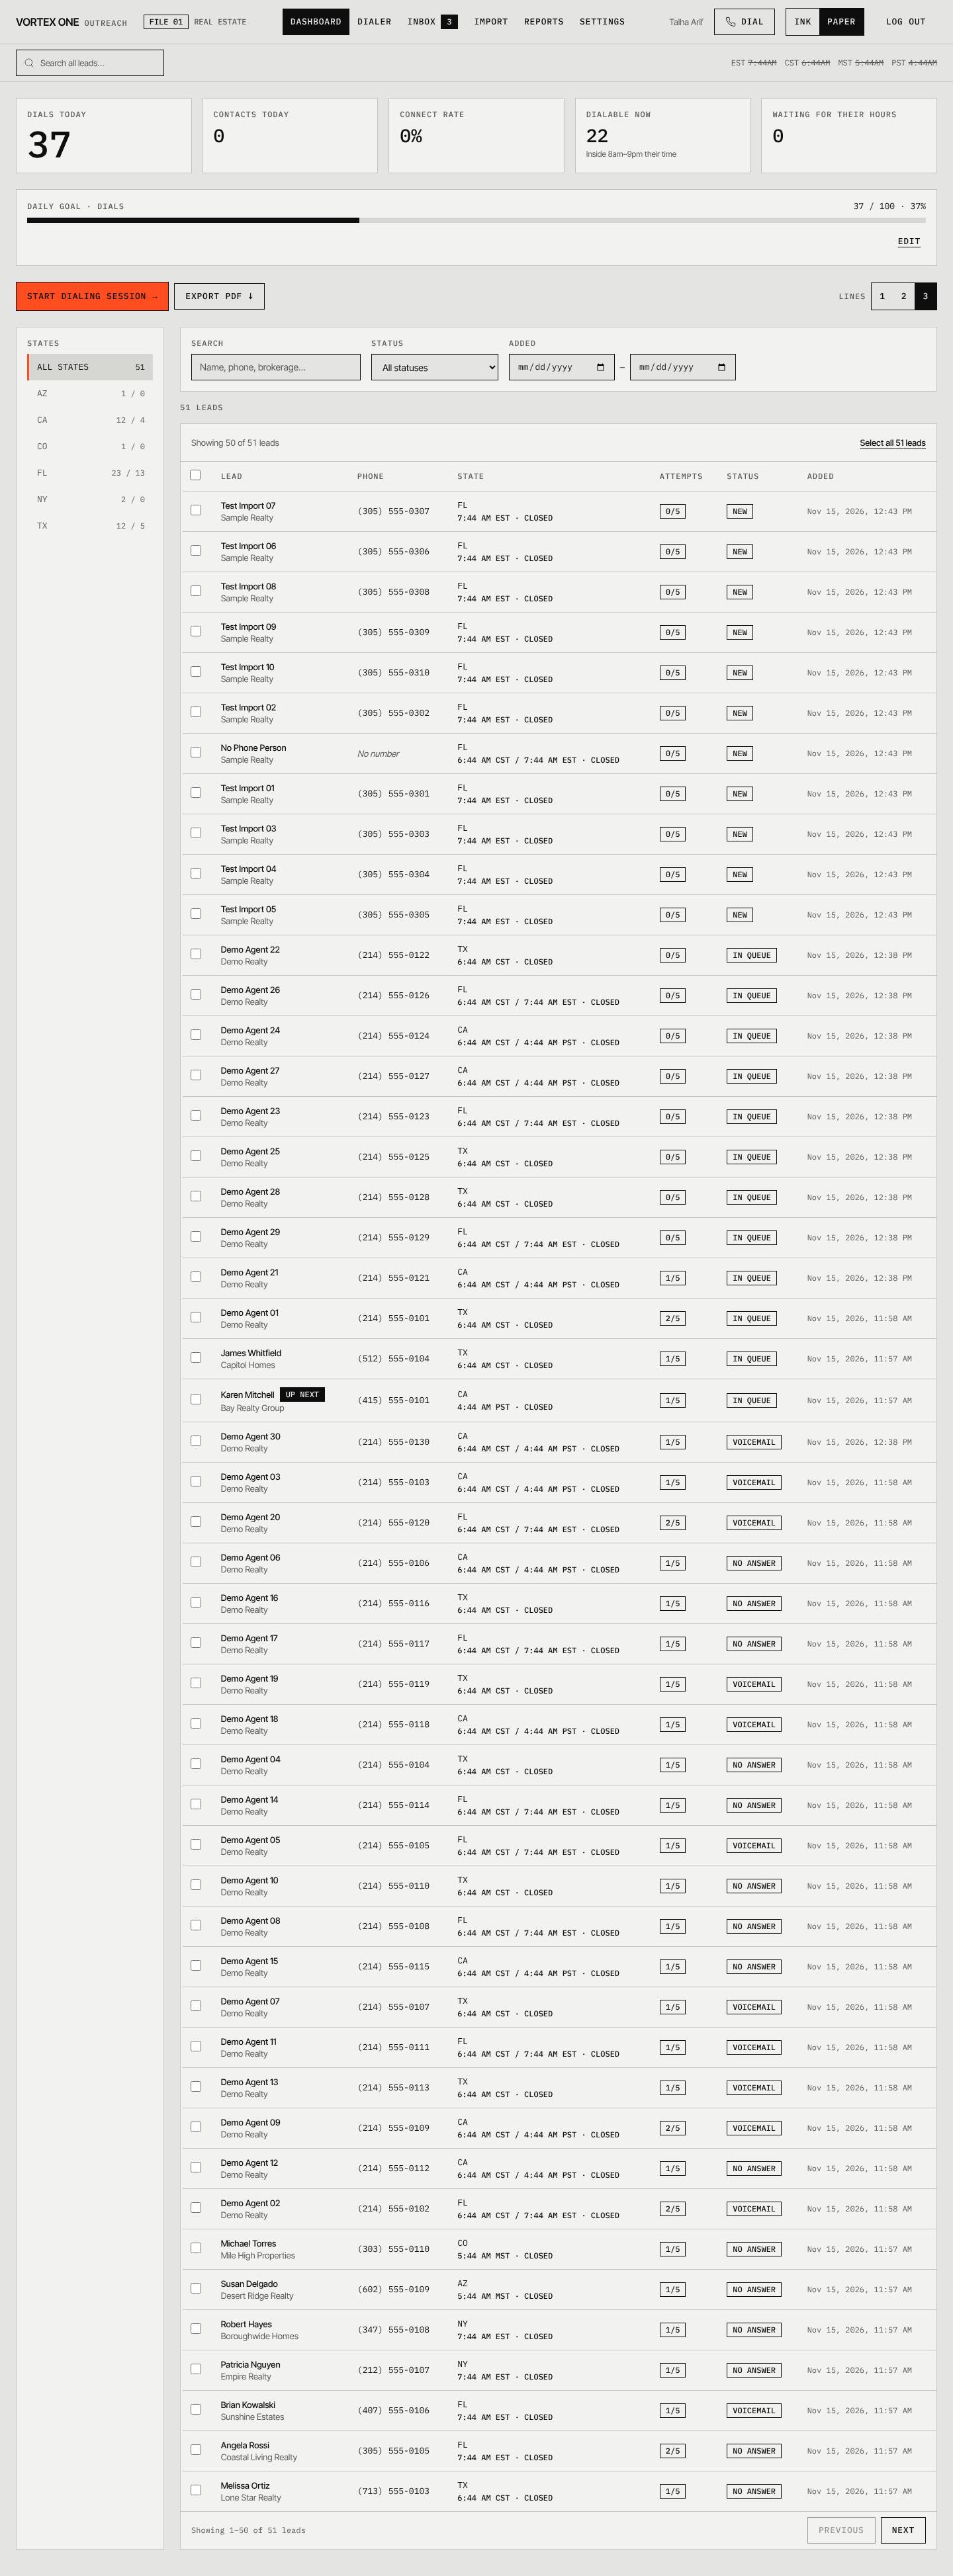 VORTEX ONE OUTREACH FILE 01 REAL ESTATE DASHBOARD DIALER INBOX 3 IMPORT REPORTS SETTINGS Talha Arif DIAL INK PAPER LOG OUT
Search all leads... EST 7:44AM CST 6:44AM MST 5:44AM PST 4:44AM
DIALS TODAY CONTACTS TODAY CONNECT RATE DIALABLE NOW WAITING FOR THEIR HOURS
37 0 0% 22 0
Inside 8am–9pm their time
DAILY GOAL · DIALS 37 / 100 · 37%
EDIT
START DIALING SESSION → EXPORT PDF ↓ LINES 1 2 3
STATES
ALL STATES 51
AZ 1 / 0
CA 12 / 4
CO 1 / 0
FL 23 / 13
NY 2 / 0
TX 12 / 5
SEARCH STATUS ADDED
Name, phone, brokerage... All statuses mm/dd/yyyy – mm/dd/yyyy
51 LEADS
Showing 50 of 51 leads Select all 51 leads
LEAD PHONE STATE ATTEMPTS STATUS ADDED
Test Import 07 (305) 555-0307 FL 0/5 NEW Nov 15, 2026, 12:43 PM
Sample Realty 7:44 AM EST · CLOSED
Test Import 06 (305) 555-0306 FL 0/5 NEW Nov 15, 2026, 12:43 PM
Sample Realty 7:44 AM EST · CLOSED
Test Import 08 (305) 555-0308 FL 0/5 NEW Nov 15, 2026, 12:43 PM
Sample Realty 7:44 AM EST · CLOSED
Test Import 09 (305) 555-0309 FL 0/5 NEW Nov 15, 2026, 12:43 PM
Sample Realty 7:44 AM EST · CLOSED
Test Import 10 (305) 555-0310 FL 0/5 NEW Nov 15, 2026, 12:43 PM
Sample Realty 7:44 AM EST · CLOSED
Test Import 02 (305) 555-0302 FL 0/5 NEW Nov 15, 2026, 12:43 PM
Sample Realty 7:44 AM EST · CLOSED
No Phone Person No number FL 0/5 NEW Nov 15, 2026, 12:43 PM
Sample Realty 6:44 AM CST / 7:44 AM EST · CLOSED
Test Import 01 (305) 555-0301 FL 0/5 NEW Nov 15, 2026, 12:43 PM
Sample Realty 7:44 AM EST · CLOSED
Test Import 03 (305) 555-0303 FL 0/5 NEW Nov 15, 2026, 12:43 PM
Sample Realty 7:44 AM EST · CLOSED
Test Import 04 (305) 555-0304 FL 0/5 NEW Nov 15, 2026, 12:43 PM
Sample Realty 7:44 AM EST · CLOSED
Test Import 05 (305) 555-0305 FL 0/5 NEW Nov 15, 2026, 12:43 PM
Sample Realty 7:44 AM EST · CLOSED
Demo Agent 22 (214) 555-0122 TX 0/5 IN QUEUE Nov 15, 2026, 12:38 PM
Demo Realty 6:44 AM CST · CLOSED
Demo Agent 26 (214) 555-0126 FL 0/5 IN QUEUE Nov 15, 2026, 12:38 PM
Demo Realty 6:44 AM CST / 7:44 AM EST · CLOSED
Demo Agent 24 (214) 555-0124 CA 0/5 IN QUEUE Nov 15, 2026, 12:38 PM
Demo Realty 6:44 AM CST / 4:44 AM PST · CLOSED
Demo Agent 27 (214) 555-0127 CA 0/5 IN QUEUE Nov 15, 2026, 12:38 PM
Demo Realty 6:44 AM CST / 4:44 AM PST · CLOSED
Demo Agent 23 (214) 555-0123 FL 0/5 IN QUEUE Nov 15, 2026, 12:38 PM
Demo Realty 6:44 AM CST / 7:44 AM EST · CLOSED
Demo Agent 25 (214) 555-0125 TX 0/5 IN QUEUE Nov 15, 2026, 12:38 PM
Demo Realty 6:44 AM CST · CLOSED
Demo Agent 28 (214) 555-0128 TX 0/5 IN QUEUE Nov 15, 2026, 12:38 PM
Demo Realty 6:44 AM CST · CLOSED
Demo Agent 29 (214) 555-0129 FL 0/5 IN QUEUE Nov 15, 2026, 12:38 PM
Demo Realty 6:44 AM CST / 7:44 AM EST · CLOSED
Demo Agent 21 (214) 555-0121 CA 1/5 IN QUEUE Nov 15, 2026, 12:38 PM
Demo Realty 6:44 AM CST / 4:44 AM PST · CLOSED
Demo Agent 01 (214) 555-0101 TX 2/5 IN QUEUE Nov 15, 2026, 11:58 AM
Demo Realty 6:44 AM CST · CLOSED
James Whitfield (512) 555-0104 TX 1/5 IN QUEUE Nov 15, 2026, 11:57 AM
Capitol Homes 6:44 AM CST · CLOSED
Karen Mitchell UP NEXT (415) 555-0101 CA 1/5 IN QUEUE Nov 15, 2026, 11:57 AM
Bay Realty Group 4:44 AM PST · CLOSED
Demo Agent 30 (214) 555-0130 CA 1/5 VOICEMAIL Nov 15, 2026, 12:38 PM
Demo Realty 6:44 AM CST / 4:44 AM PST · CLOSED
Demo Agent 03 (214) 555-0103 CA 1/5 VOICEMAIL Nov 15, 2026, 11:58 AM
Demo Realty 6:44 AM CST / 4:44 AM PST · CLOSED
Demo Agent 20 (214) 555-0120 FL 2/5 VOICEMAIL Nov 15, 2026, 11:58 AM
Demo Realty 6:44 AM CST / 7:44 AM EST · CLOSED
Demo Agent 06 (214) 555-0106 CA 1/5 NO ANSWER Nov 15, 2026, 11:58 AM
Demo Realty 6:44 AM CST / 4:44 AM PST · CLOSED
Demo Agent 16 (214) 555-0116 TX 1/5 NO ANSWER Nov 15, 2026, 11:58 AM
Demo Realty 6:44 AM CST · CLOSED
Demo Agent 17 (214) 555-0117 FL 1/5 NO ANSWER Nov 15, 2026, 11:58 AM
Demo Realty 6:44 AM CST / 7:44 AM EST · CLOSED
Demo Agent 19 (214) 555-0119 TX 1/5 VOICEMAIL Nov 15, 2026, 11:58 AM
Demo Realty 6:44 AM CST · CLOSED
Demo Agent 18 (214) 555-0118 CA 1/5 VOICEMAIL Nov 15, 2026, 11:58 AM
Demo Realty 6:44 AM CST / 4:44 AM PST · CLOSED
Demo Agent 04 (214) 555-0104 TX 1/5 NO ANSWER Nov 15, 2026, 11:58 AM
Demo Realty 6:44 AM CST · CLOSED
Demo Agent 14 (214) 555-0114 FL 1/5 NO ANSWER Nov 15, 2026, 11:58 AM
Demo Realty 6:44 AM CST / 7:44 AM EST · CLOSED
Demo Agent 05 (214) 555-0105 FL 1/5 VOICEMAIL Nov 15, 2026, 11:58 AM
Demo Realty 6:44 AM CST / 7:44 AM EST · CLOSED
Demo Agent 10 (214) 555-0110 TX 1/5 NO ANSWER Nov 15, 2026, 11:58 AM
Demo Realty 6:44 AM CST · CLOSED
Demo Agent 08 (214) 555-0108 FL 1/5 NO ANSWER Nov 15, 2026, 11:58 AM
Demo Realty 6:44 AM CST / 7:44 AM EST · CLOSED
Demo Agent 15 (214) 555-0115 CA 1/5 NO ANSWER Nov 15, 2026, 11:58 AM
Demo Realty 6:44 AM CST / 4:44 AM PST · CLOSED
Demo Agent 07 (214) 555-0107 TX 1/5 VOICEMAIL Nov 15, 2026, 11:58 AM
Demo Realty 6:44 AM CST · CLOSED
Demo Agent 11 (214) 555-0111 FL 1/5 VOICEMAIL Nov 15, 2026, 11:58 AM
Demo Realty 6:44 AM CST / 7:44 AM EST · CLOSED
Demo Agent 13 (214) 555-0113 TX 1/5 VOICEMAIL Nov 15, 2026, 11:58 AM
Demo Realty 6:44 AM CST · CLOSED
Demo Agent 09 (214) 555-0109 CA 2/5 VOICEMAIL Nov 15, 2026, 11:58 AM
Demo Realty 6:44 AM CST / 4:44 AM PST · CLOSED
Demo Agent 12 (214) 555-0112 CA 1/5 NO ANSWER Nov 15, 2026, 11:58 AM
Demo Realty 6:44 AM CST / 4:44 AM PST · CLOSED
Demo Agent 02 (214) 555-0102 FL 2/5 VOICEMAIL Nov 15, 2026, 11:58 AM
Demo Realty 6:44 AM CST / 7:44 AM EST · CLOSED
Michael Torres (303) 555-0110 CO 1/5 NO ANSWER Nov 15, 2026, 11:57 AM
Mile High Properties 5:44 AM MST · CLOSED
Susan Delgado (602) 555-0109 AZ 1/5 NO ANSWER Nov 15, 2026, 11:57 AM
Desert Ridge Realty 5:44 AM MST · CLOSED
Robert Hayes (347) 555-0108 NY 1/5 NO ANSWER Nov 15, 2026, 11:57 AM
Boroughwide Homes 7:44 AM EST · CLOSED
Patricia Nguyen (212) 555-0107 NY 1/5 NO ANSWER Nov 15, 2026, 11:57 AM
Empire Realty 7:44 AM EST · CLOSED
Brian Kowalski (407) 555-0106 FL 1/5 VOICEMAIL Nov 15, 2026, 11:57 AM
Sunshine Estates 7:44 AM EST · CLOSED
Angela Rossi (305) 555-0105 FL 2/5 NO ANSWER Nov 15, 2026, 11:57 AM
Coastal Living Realty 7:44 AM EST · CLOSED
Melissa Ortiz (713) 555-0103 TX 1/5 NO ANSWER Nov 15, 2026, 11:57 AM
Lone Star Realty 6:44 AM CST · CLOSED
Showing 1–50 of 51 leads PREVIOUS NEXT